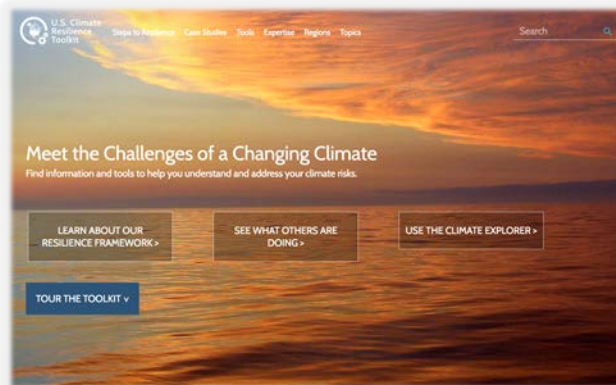 U.S. Climate
Resilience
Toolkit
Steps to Resilience Case Studies Tools Expertise Regions Topics
Search
Meet the Challenges of a Changing Climate
Find information and tools to help you understand and address your climate risks.
LEARN ABOUT OUR
RESILIENCE FRAMEWORK >
SEE WHAT OTHERS ARE
DOING >
USE THE CLIMATE EXPLORER >
TOUR THE TOOLKIT v